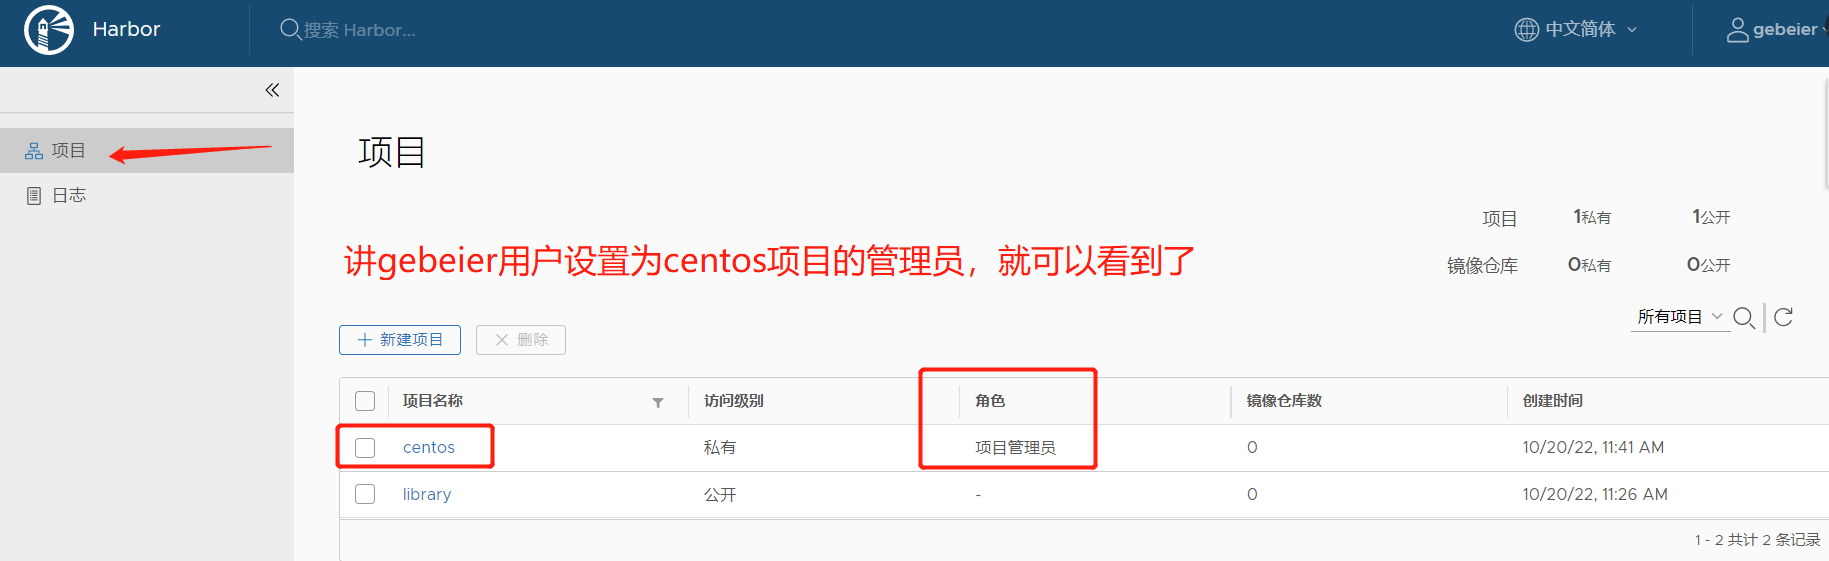 Harbor
搜索 Harbor...
中文简体
gebeier
项目
日志
项目
项目 1私有 1公开
镜像仓库 0私有 0公开
讲gebeier用户设置为centos项目的管理员，就可以看到了
所有项目
新建项目 删除
项目名称 访问级别 角色 镜像仓库数 创建时间
centos 私有 项目管理员 0 10/20/22, 11:41 AM
library 公开 - 0 10/20/22, 11:26 AM
1 - 2 共计 2 条记录